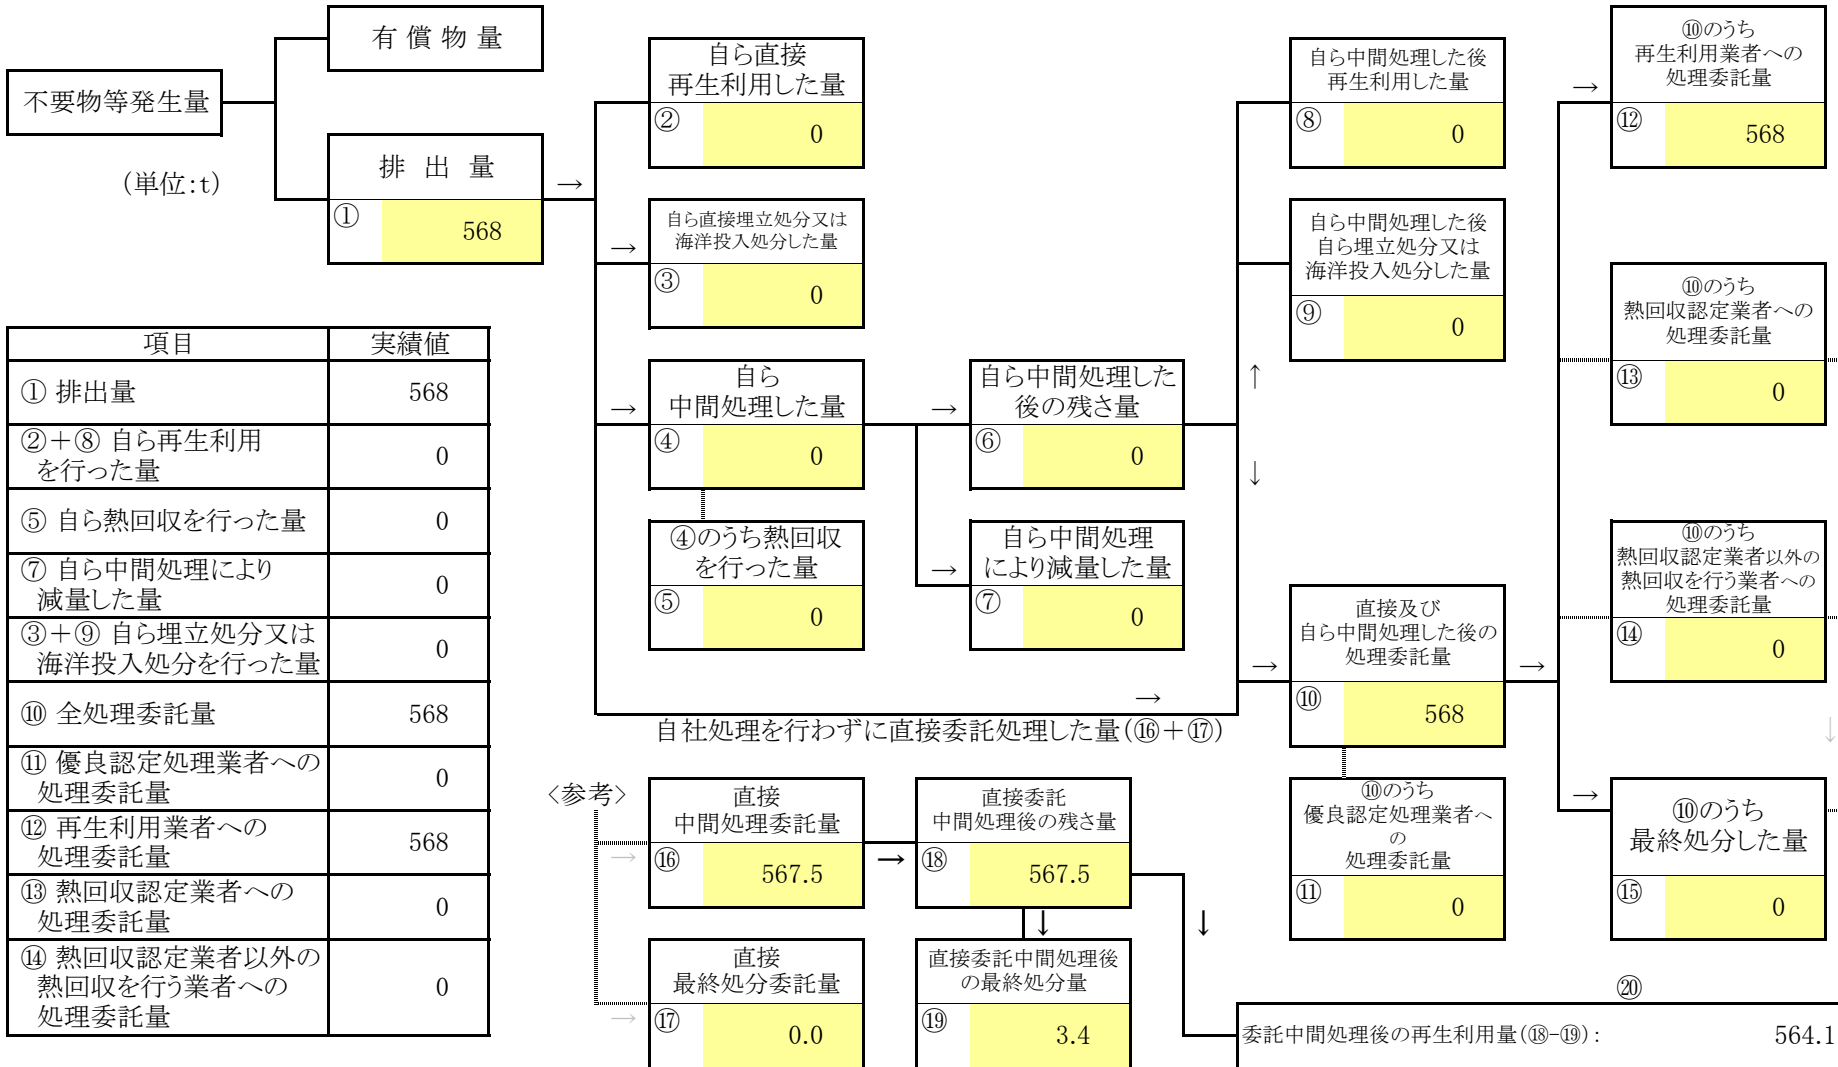 不要物等発生量
有償物量
(単位:t)
排出量
①
568
→
自ら直接
再生利用した量
②
0
→
自ら直接埋立処分又は
海洋投入処分した量
③
0
→
自ら
中間処理した量
④
0
④のうち熱回収
を行った量
⑤
0
→
自ら中間処理した
後の残さ量
⑥
0
→
自ら中間処理
により減量した量
⑦
0
↑
↓
自ら中間処理した後
再生利用した量
⑧
0
自ら中間処理した後
自ら埋立処分又は
海洋投入処分した量
⑨
0
→
自社処理を行わずに直接委託処理した量(⑯＋⑰)
→
直接及び
自ら中間処理した後の
処理委託量
⑩
568
⑩のうち
優良認定処理業者へ
の
処理委託量
⑪
0
→
→
⑩のうち
再生利用業者への
処理委託量
⑫
568
⑩のうち
熱回収認定業者への
処理委託量
⑬
0
⑩のうち
熱回収認定業者以外の
熱回収を行う業者への
処理委託量
⑭
0
↓
→
⑩のうち
最終処分した量
⑮
0
項目 実績値
① 排出量 568
②＋⑧ 自ら再生利用
を行った量 0
⑤ 自ら熱回収を行った量 0
⑦ 自ら中間処理により
減量した量 0
③＋⑨ 自ら埋立処分又は
海洋投入処分を行った量 0
⑩ 全処理委託量 568
⑪ 優良認定処理業者への
処理委託量 0
⑫ 再生利用業者への
処理委託量 568
⑬ 熱回収認定業者への
処理委託量 0
⑭ 熱回収認定業者以外の
熱回収を行う業者への
処理委託量 0
<参考>
→
直接
中間処理委託量
⑯
567.5
→
直接委託
中間処理後の残さ量
⑱
567.5
↓
↓
→
直接
最終処分委託量
⑰
0.0
直接委託中間処理後
の最終処分量
⑲
3.4
⑳
委託中間処理後の再生利用量(⑱-⑲): 564.1